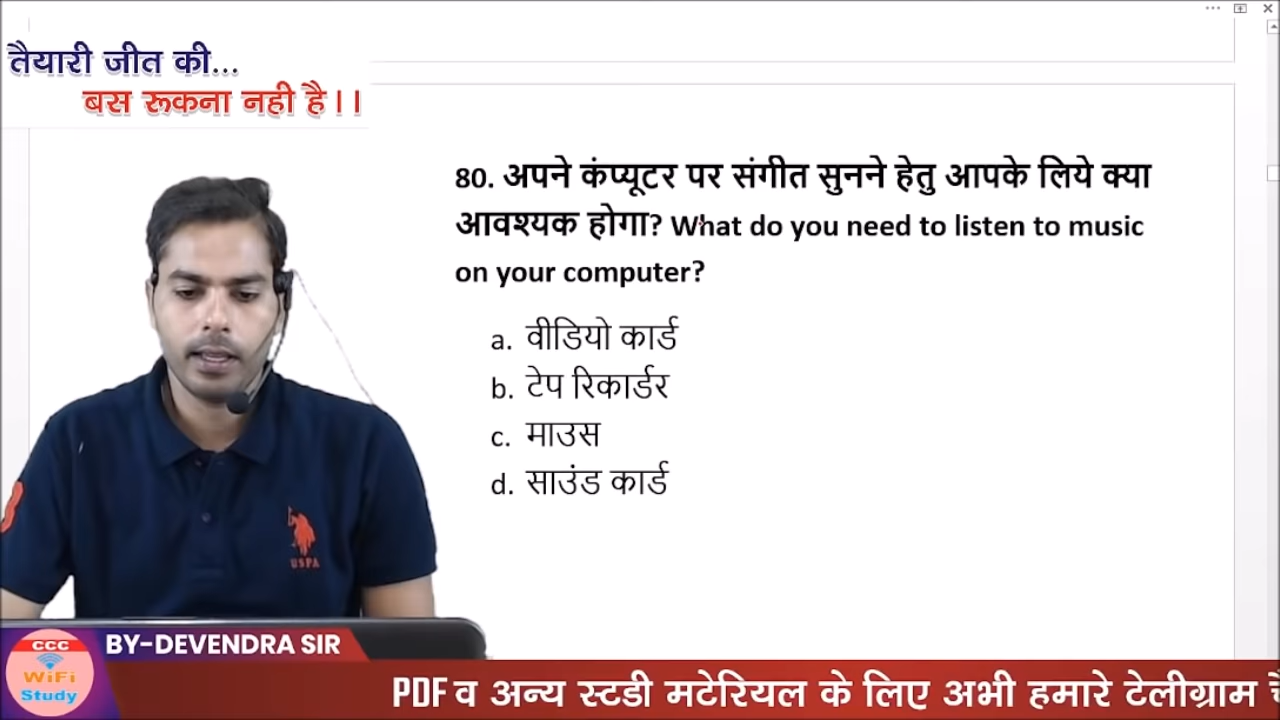 तैयारी जीत की...
बस रूकना नही है।।
80. अपने कंप्यूटर पर संगीत सुनने हेतु आपके लिये क्या
आवश्यक होगा? What do you need to listen to music
on your computer?
a. वीडियो कार्ड
b. टेप रिकार्डर
c. माउस
d. साउंड कार्ड
USPA
BY-DEVENDRA SIR
CCC
WiFi
Study
PDF व अन्य स्टडी मटेरियल के लिए अभी हमारे टेलीग्राम